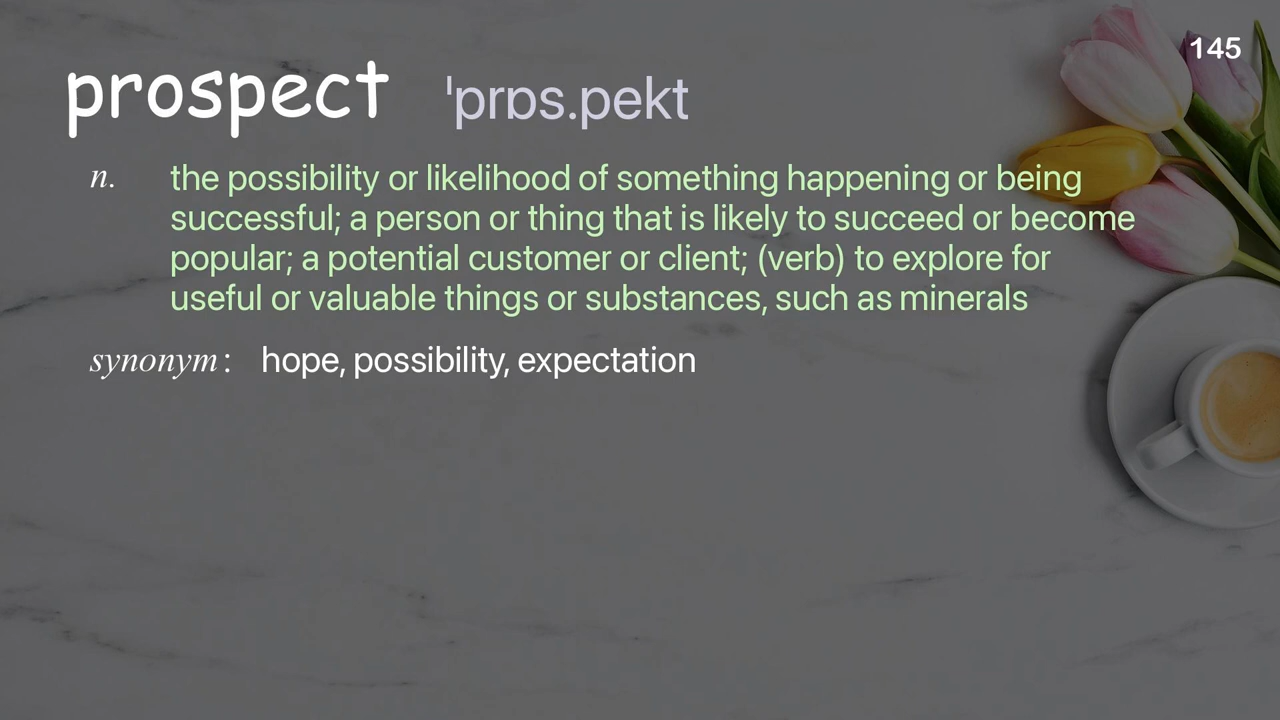 145
prospect ˈprɒs.pekt
n. the possibility or likelihood of something happening or being
successful; a person or thing that is likely to succeed or become
popular; a potential customer or client; (verb) to explore for
useful or valuable things or substances, such as minerals
synonym: hope, possibility, expectation